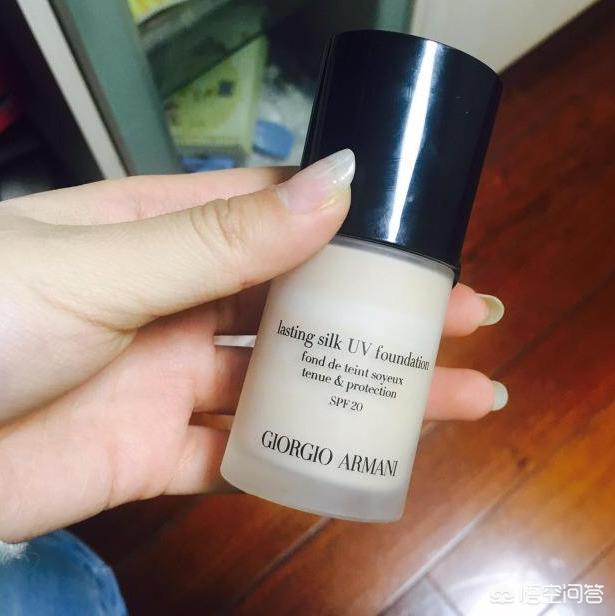 lasting silk UV foundation
fond de teint soyeux
tenue & protection
SPF 20
GIORGIO ARMANI
悟空问答